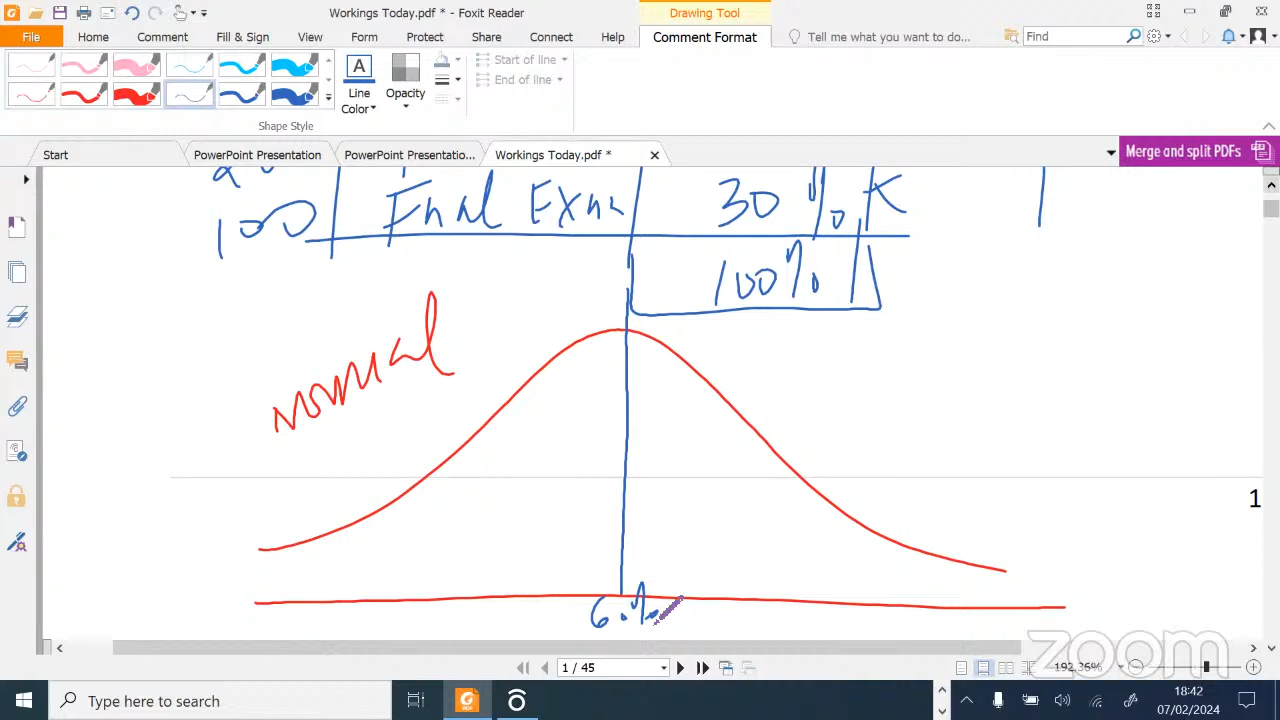 Workings Today.pdf * - Foxit Reader
Drawing Tool
File Home Comment Fill & Sign View Form Protect Share Connect Help Comment Format Tell me what you want to do... Find
Line Color
Opacity
Start of line
End of line
Shape Style
Start PowerPoint Presentation PowerPoint Presentatio... Workings Today.pdf * Merge and split PDFs
100 Final Exam 30 %
100%
Normal
1
60%
zoom
1 / 45 192.36%
Type here to search
18:42
07/02/2024